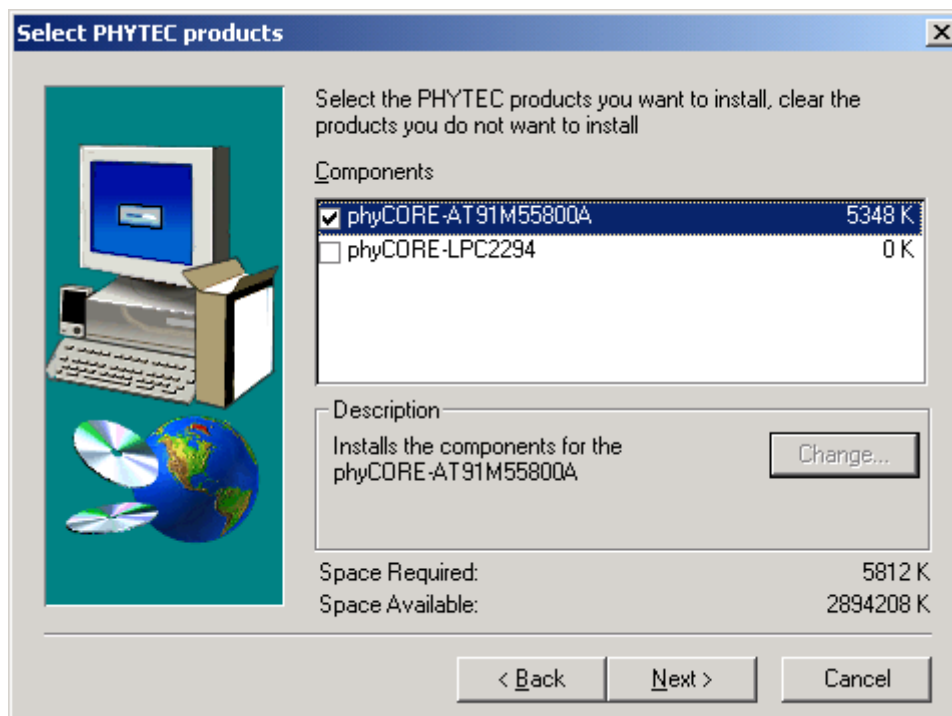 Select PHYTEC products
Select the PHYTEC products you want to install, clear the
products you do not want to install
Components
phyCORE-AT91M55800A 5348 K
phyCORE-LPC2294 0 K
Description
Installs the components for the
phyCORE-AT91M55800A
Change...
Space Required: 5812 K
Space Available: 2894208 K
< Back Next > Cancel